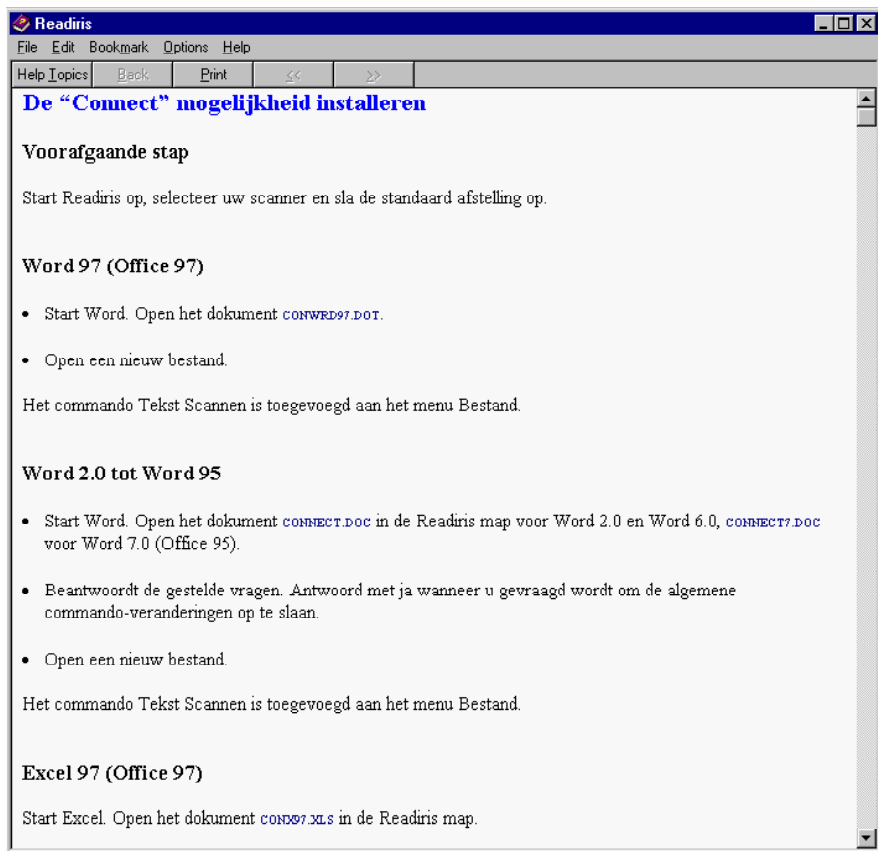 Readiris
File Edit Bookmark Options Help
Help Topics Back Print << >>
De “Connect” mogelijkheid installeren
Voorafgaande stap
Start Readiris op, selecteer uw scanner en sla de standaard afstelling op.
Word 97 (Office 97)
• Start Word. Open het dokument CONWRD97.DOT.
• Open een nieuw bestand.
Het commando Tekst Scannen is toegevoegd aan het menu Bestand.
Word 2.0 tot Word 95
• Start Word. Open het dokument CONNECT.DOC in de Readiris map voor Word 2.0 en Word 6.0, CONNECT7.DOC
voor Word 7.0 (Office 95).
• Beantwoordt de gestelde vragen. Antwoord met ja wanneer u gevraagd wordt om de algemene
commando-veranderingen op te slaan.
• Open een nieuw bestand.
Het commando Tekst Scannen is toegevoegd aan het menu Bestand.
Excel 97 (Office 97)
Start Excel. Open het dokument CONX97.XLS in de Readiris map.